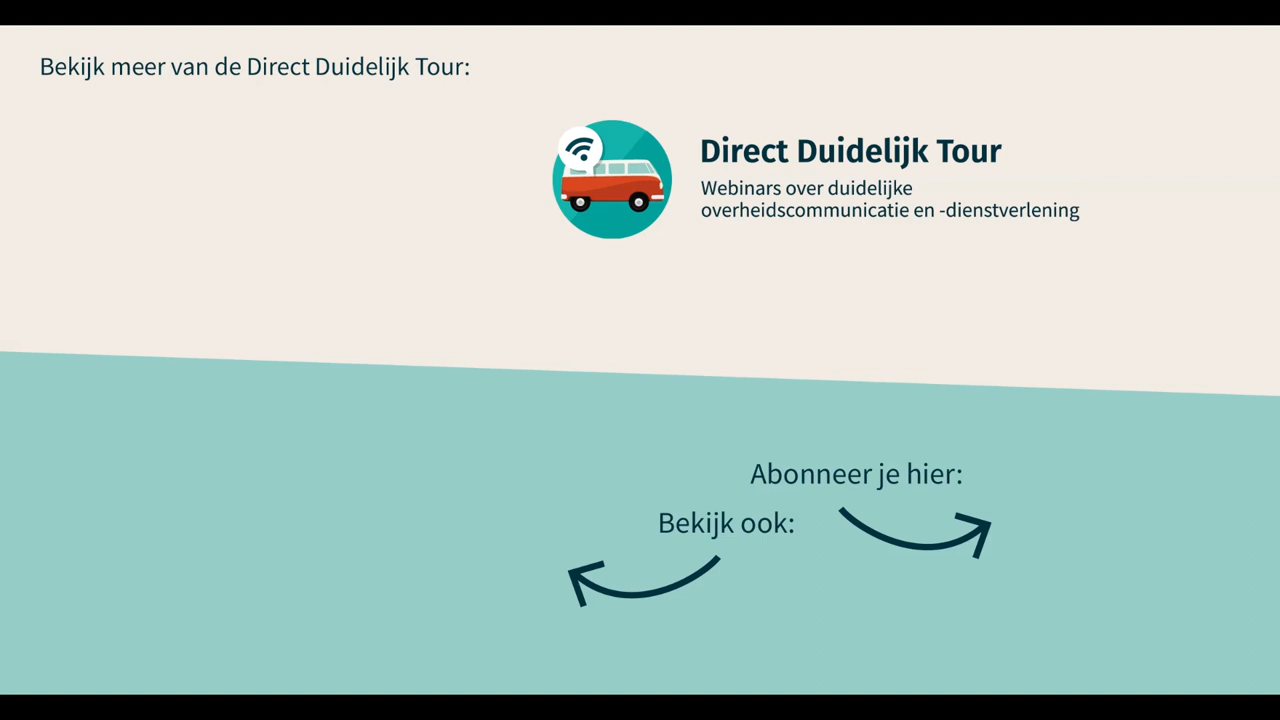 Bekijk meer van de Direct Duidelijk Tour:
Direct Duidelijk Tour
Webinars over duidelijke
overheidscommunicatie en -dienstverlening
Abonneer je hier:
Bekijk ook: